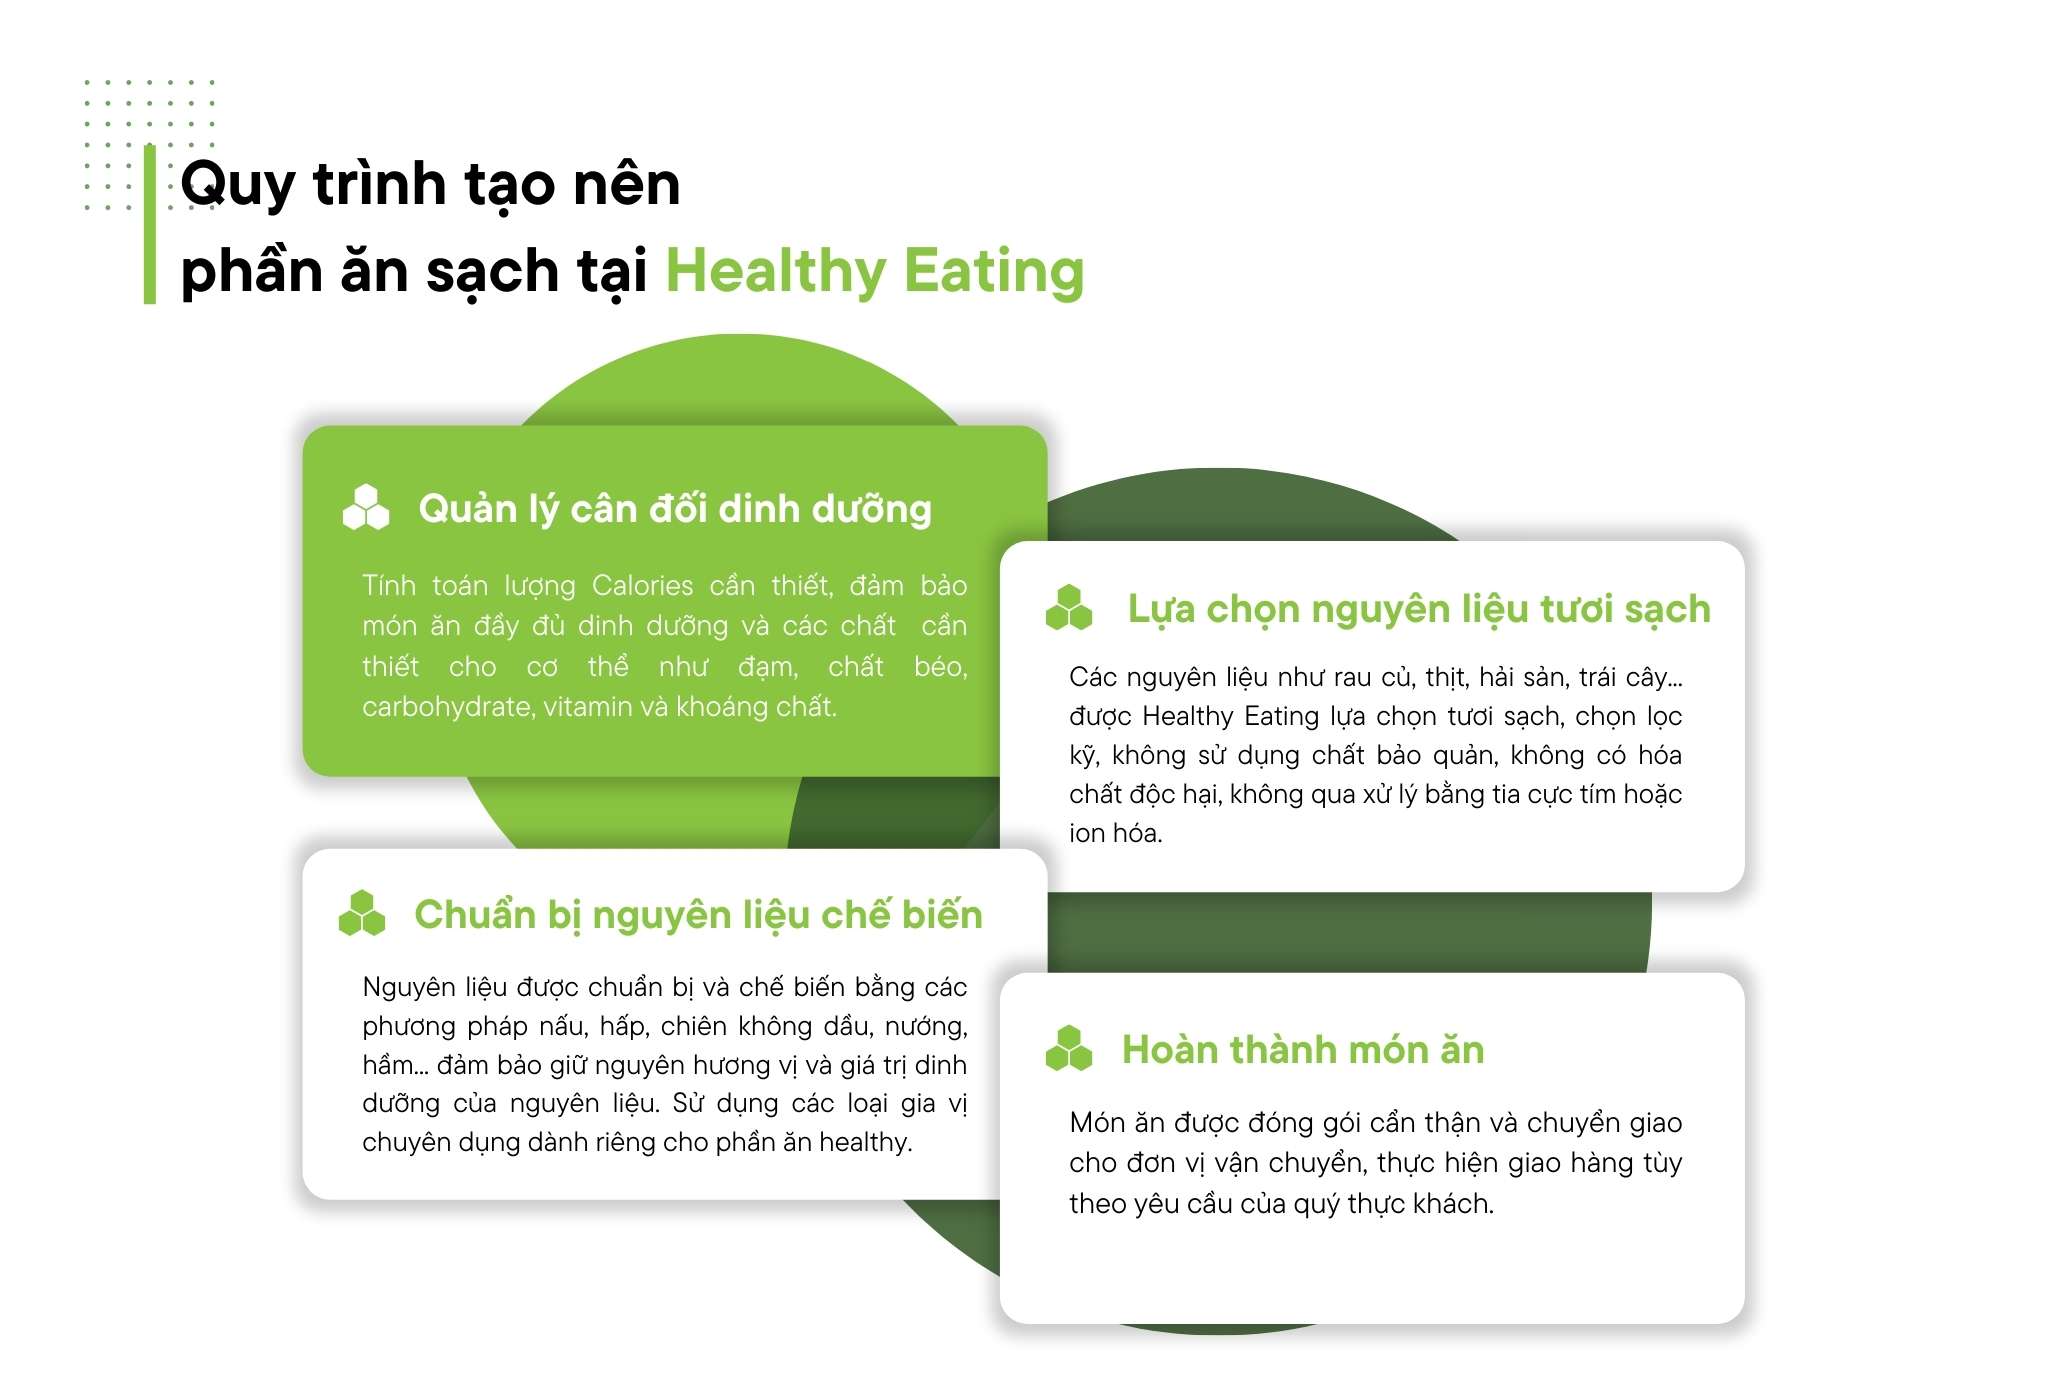 Quy trình tạo nên
phần ăn sạch tại Healthy Eating
Quản lý cân đối dinh dưỡng
Tính toán lượng Calories cần thiết, đảm bảo
món ăn đầy đủ dinh dưỡng và các chất cần
thiết cho cơ thể như đạm, chất béo,
carbohydrate, vitamin và khoáng chất.
Lựa chọn nguyên liệu tươi sạch
Các nguyên liệu như rau củ, thịt, hải sản, trái cây...
được Healthy Eating lựa chọn tươi sạch, chọn lọc
kỹ, không sử dụng chất bảo quản, không có hóa
chất độc hại, không qua xử lý bằng tia cực tím hoặc
ion hóa.
Chuẩn bị nguyên liệu chế biến
Nguyên liệu được chuẩn bị và chế biến bằng các
phương pháp nấu, hấp, chiên không dầu, nướng,
hầm... đảm bảo giữ nguyên hương vị và giá trị dinh
dưỡng của nguyên liệu. Sử dụng các loại gia vị
chuyên dụng dành riêng cho phần ăn healthy.
Hoàn thành món ăn
Món ăn được đóng gói cẩn thận và chuyển giao
cho đơn vị vận chuyển, thực hiện giao hàng tùy
theo yêu cầu của quý thực khách.